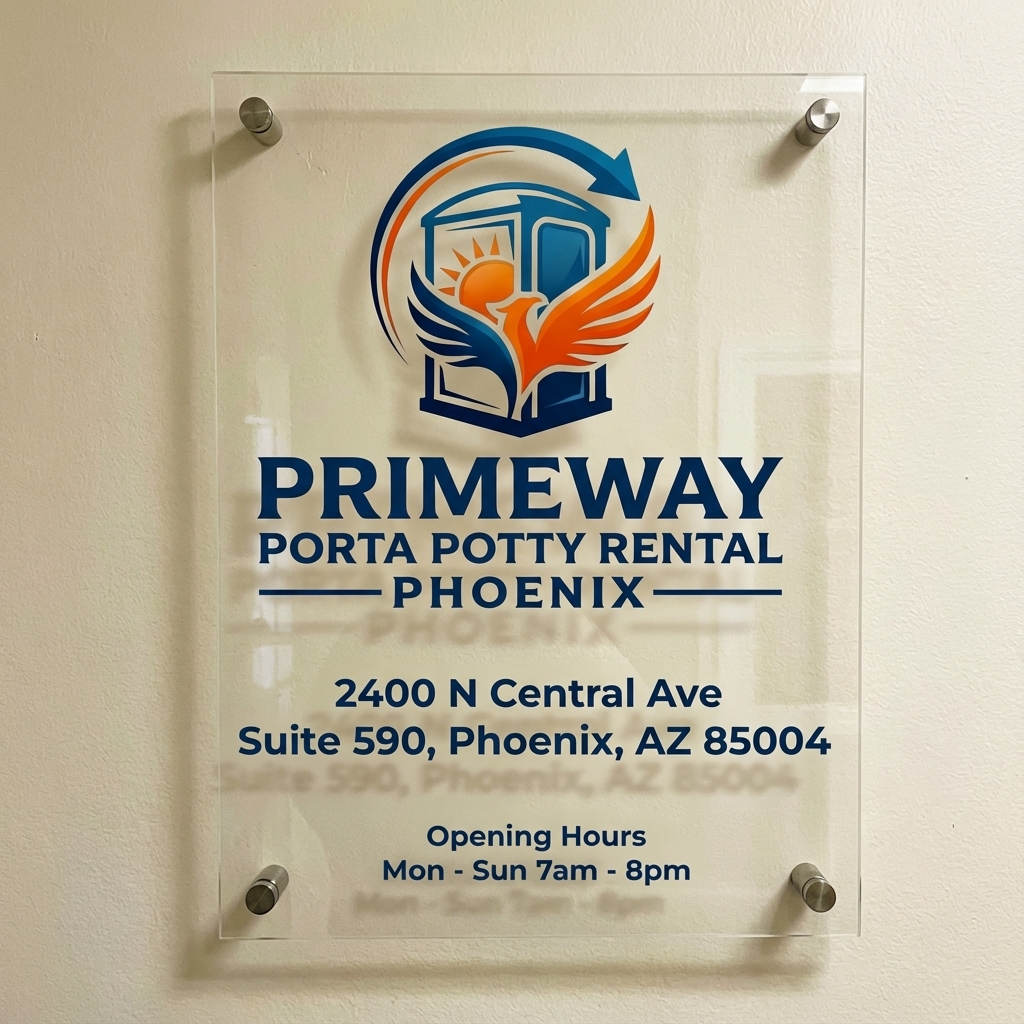 PRIMEWAY
PORTA POTTY RENTAL
PHOENIX
2400 N Central Ave
Suite 590, Phoenix, AZ 85004
Opening Hours
Mon - Sun 7am - 8pm